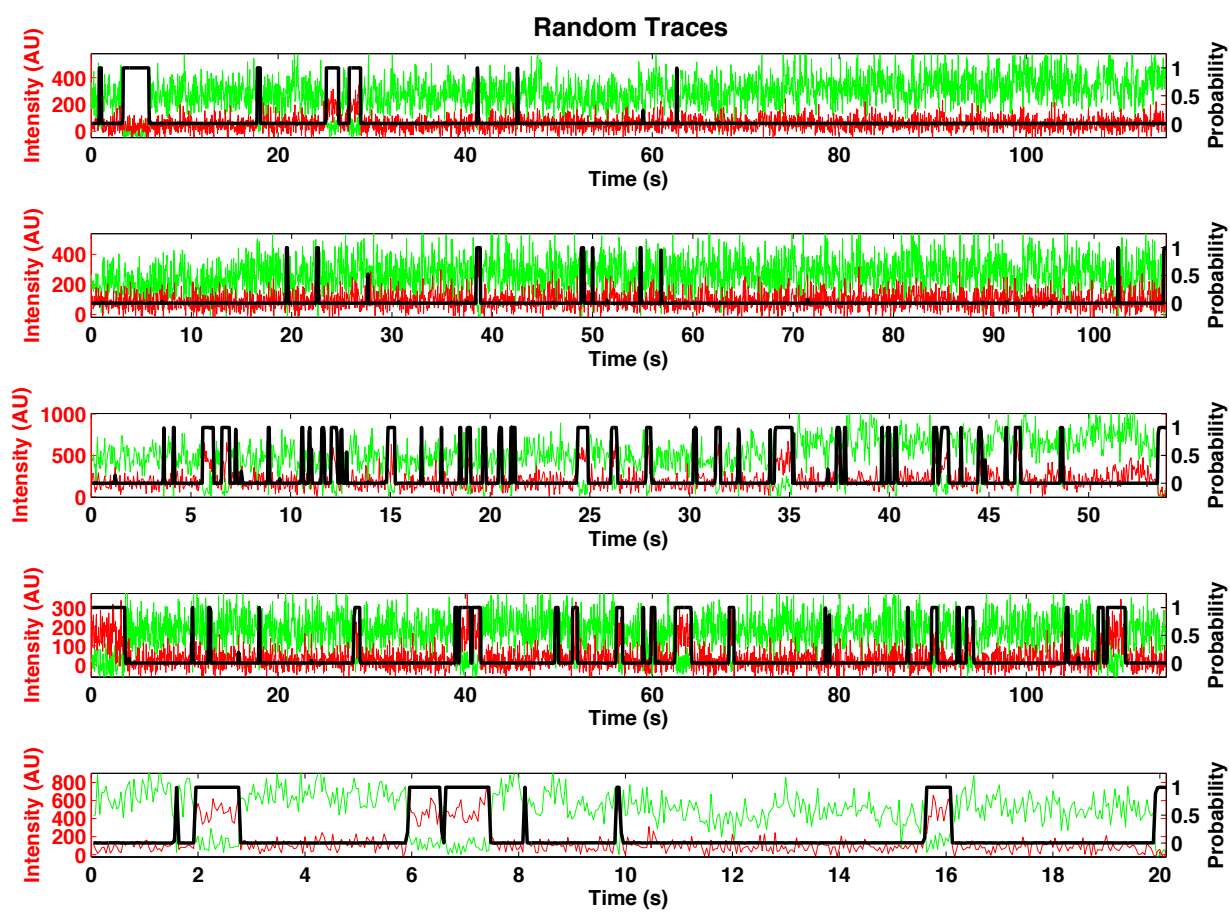 Random Traces
Intensity (AU)
400
200
0
1
0.5
0
Probability
0 20 40 60 80 100
Time (s)
Intensity (AU)
400
200
0
1
0.5
0
Probability
0 10 20 30 40 50 60 70 80 90 100
Time (s)
Intensity (AU)
1000
500
0
1
0.5
0
Probability
0 5 10 15 20 25 30 35 40 45 50
Time (s)
Intensity (AU)
300
200
100
0
1
0.5
0
Probability
0 20 40 60 80 100
Time (s)
Intensity (AU)
800
600
400
200
0
1
0.5
0
Probability
0 2 4 6 8 10 12 14 16 18 20
Time (s)